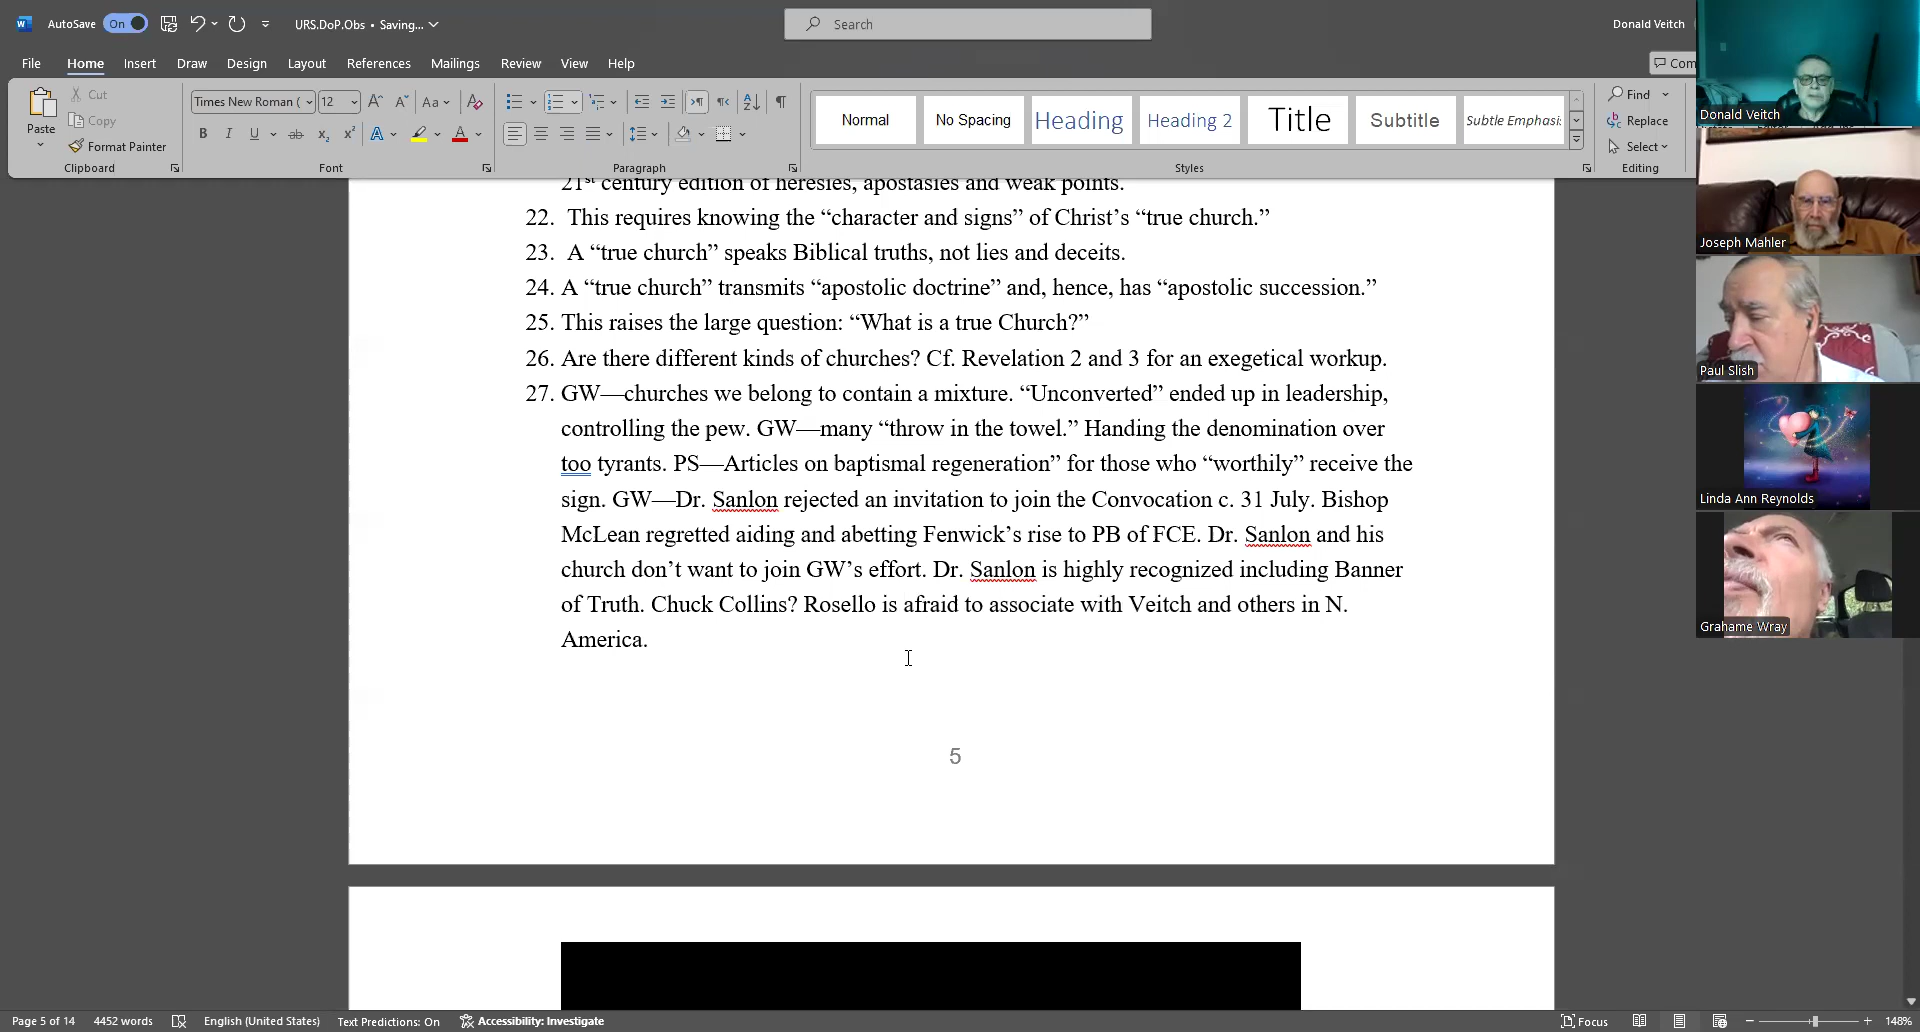 AutoSave On URS.DoP.Obs • Saving... Search Donald Veitch
File Home Insert Draw Design Layout References Mailings Review View Help Com
Paste Cut Copy Format Painter
Times New Roman ( 12 Aa
Normal No Spacing Heading Heading 2 Title Subtitle Subtle Emphasi
Find Replace Select
Clipboard Font Paragraph Styles Editing
21st century edition of heresies, apostasies and weak points.
22. This requires knowing the “character and signs” of Christ’s “true church.”
23. A “true church” speaks Biblical truths, not lies and deceits.
24. A “true church” transmits “apostolic doctrine” and, hence, has “apostolic succession.”
25. This raises the large question: “What is a true Church?”
26. Are there different kinds of churches? Cf. Revelation 2 and 3 for an exegetical workup.
27. GW—churches we belong to contain a mixture. “Unconverted” ended up in leadership,
controlling the pew. GW—many “throw in the towel.” Handing the denomination over
too tyrants. PS—Articles on baptismal regeneration” for those who “worthily” receive the
sign. GW—Dr. Sanlon rejected an invitation to join the Convocation c. 31 July. Bishop
McLean regretted aiding and abetting Fenwick’s rise to PB of FCE. Dr. Sanlon and his
church don’t want to join GW’s effort. Dr. Sanlon is highly recognized including Banner
of Truth. Chuck Collins? Rosello is afraid to associate with Veitch and others in N.
America.
5
Donald Veitch
Joseph Mahler
Paul Slish
Linda Ann Reynolds
Grahame Wray
Page 5 of 14 4452 words English (United States) Text Predictions: On Accessibility: Investigate Focus 148%